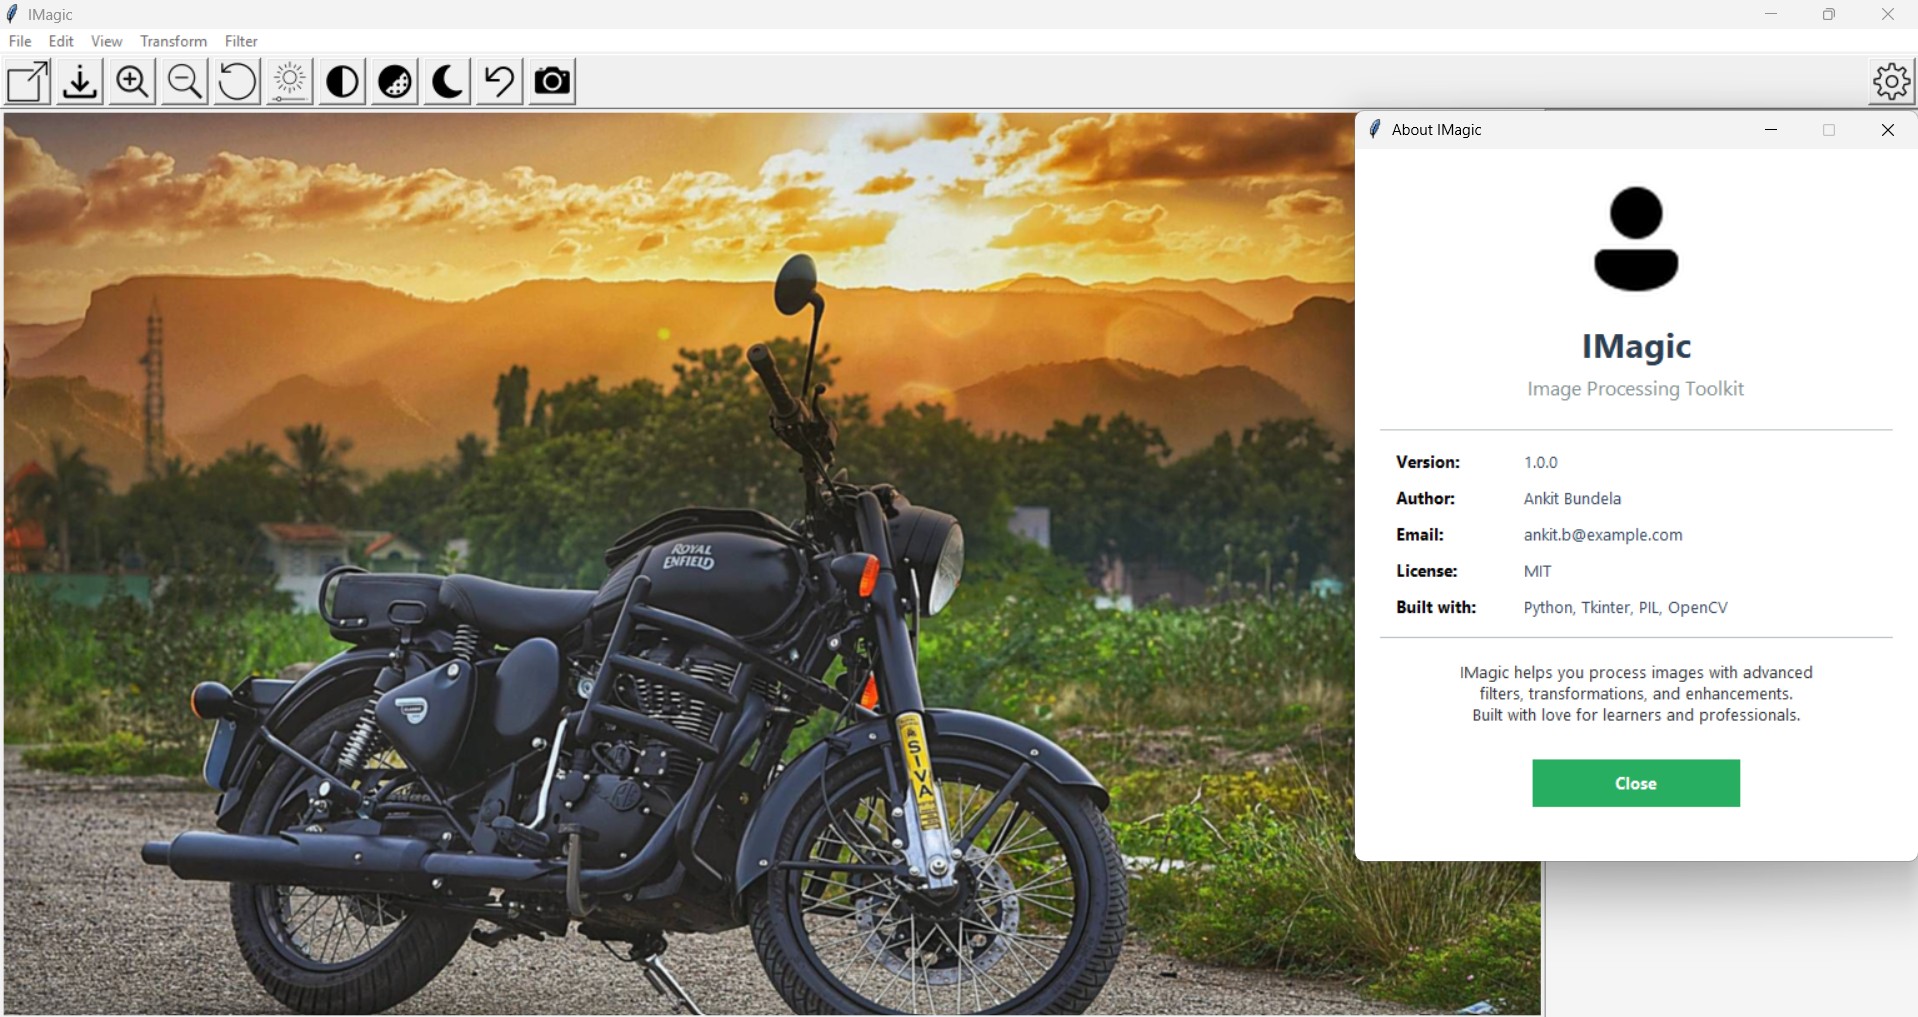 IMagic
File Edit View Transform Filter
About IMagic
IMagic
Image Processing Toolkit
Version: 1.0.0
Author: Ankit Bundela
Email: ankit.b@example.com
License: MIT
Built with: Python, Tkinter, PIL, OpenCV
IMagic helps you process images with advanced
filters, transformations, and enhancements.
Built with love for learners and professionals.
Close
ROYAL
ENFIELD
SIVA